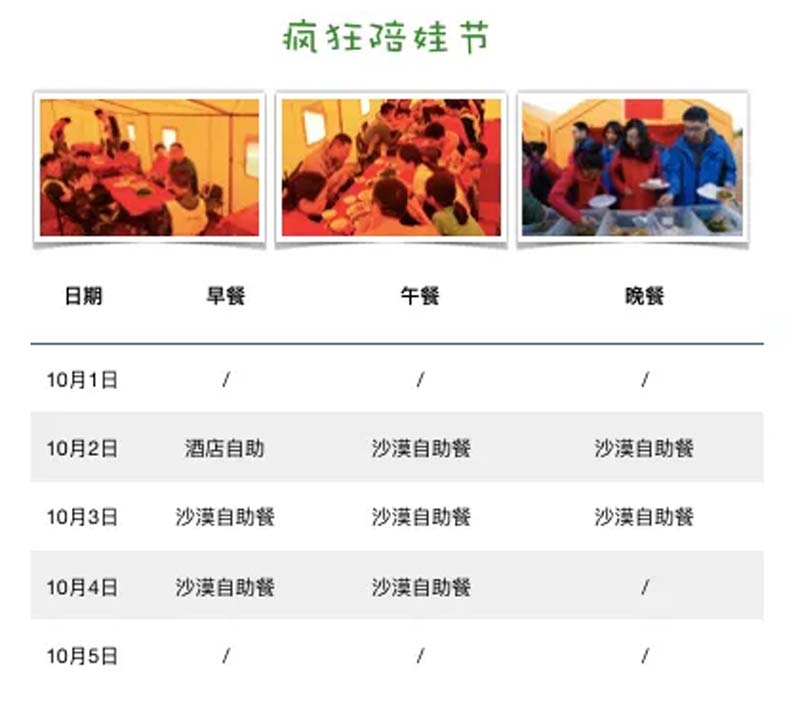 疯狂陪娃节
日期 早餐 午餐 晚餐
10月1日 / / /
10月2日 酒店自助 沙漠自助餐 沙漠自助餐
10月3日 沙漠自助餐 沙漠自助餐 沙漠自助餐
10月4日 沙漠自助餐 沙漠自助餐 /
10月5日 / / /